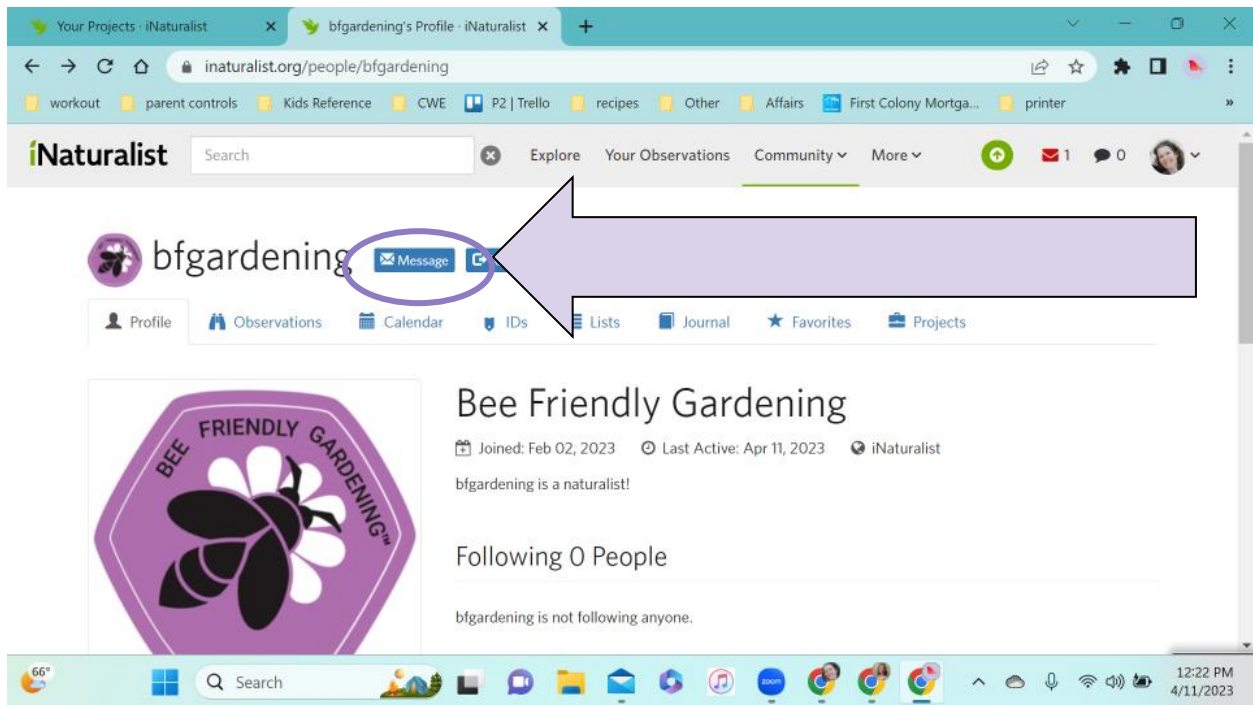 Your Projects · iNaturalist
bfgardening's Profile · iNaturalist
inaturalist.org/people/bfgardening
workout parent controls Kids Reference CWE P2 | Trello recipes Other Affairs First Colony Mortga... printer »
iNaturalist Search Explore Your Observations Community More 1 0
bfgardening Message
Profile Observations Calendar IDs Lists Journal Favorites Projects
BEE FRIENDLY GARDENING™
Bee Friendly Gardening
Joined: Feb 02, 2023 Last Active: Apr 11, 2023 iNaturalist
bfgardening is a naturalist!
Following 0 People
bfgardening is not following anyone.
66° Search zoom 12:22 PM
4/11/2023